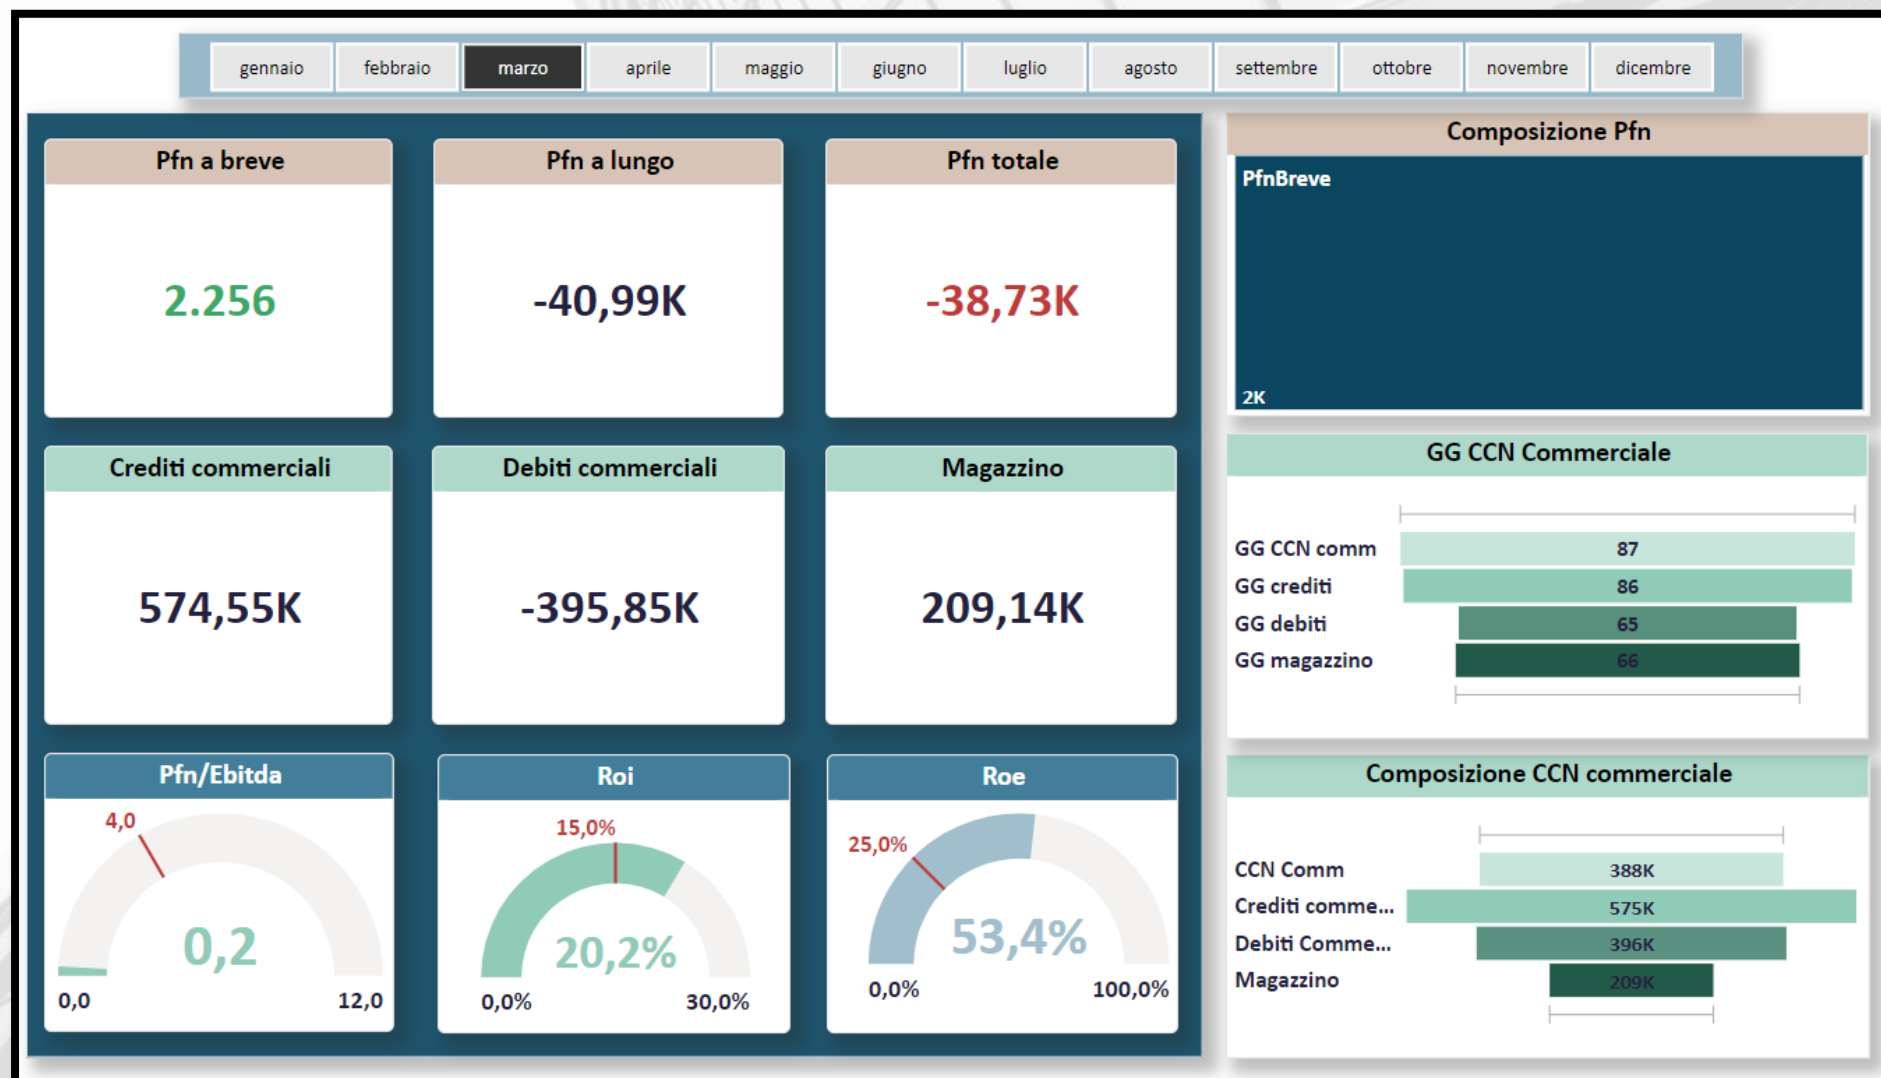 gennaio febbraio marzo aprile maggio giugno luglio agosto settembre ottobre novembre dicembre
Pfn a breve
2.256
Pfn a lungo
-40,99K
Pfn totale
-38,73K
Crediti commerciali
574,55K
Debiti commerciali
-395,85K
Magazzino
209,14K
Pfn/Ebitda
4,0
0,2
0,0 12,0
Roi
15,0%
20,2%
0,0% 30,0%
Roe
25,0%
53,4%
0,0% 100,0%
Composizione Pfn
PfnBreve
2K
GG CCN Commerciale
GG CCN comm 87
GG crediti 86
GG debiti 65
GG magazzino 66
Composizione CCN commerciale
CCN Comm 388K
Crediti comme... 575K
Debiti Comme... 396K
Magazzino 209K